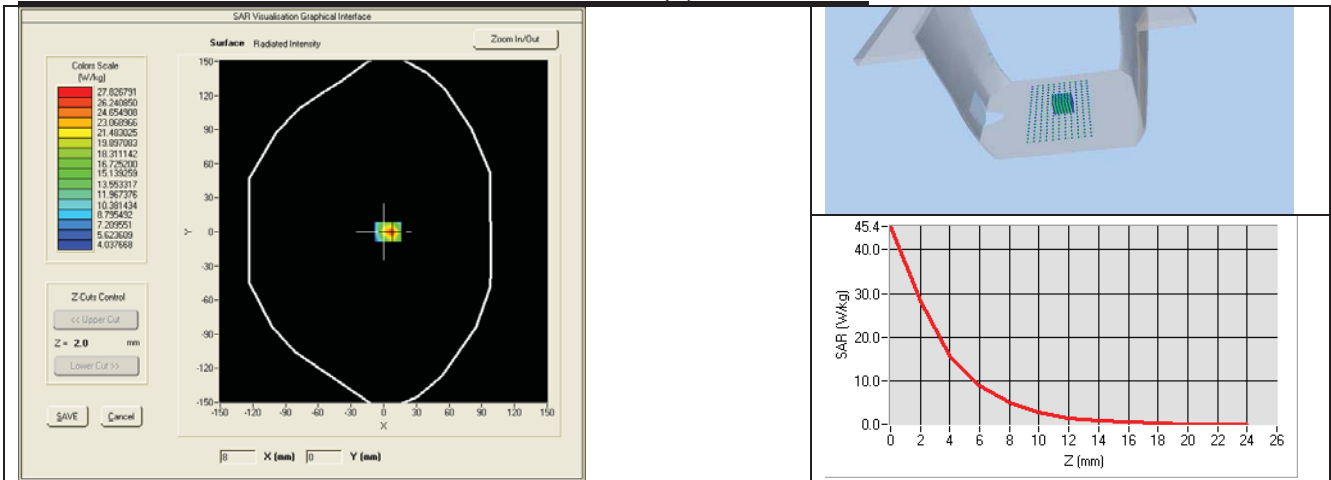 SAR Visualisation Graphical Interface
Surface Radiated Intensity
Zoom In/Out
Colors Scale
(W/kg)
27.826791
26.240850
24.654908
23.068966
21.483025
19.897083
18.311142
16.725200
15.139259
13.553317
11.967376
10.381434
8.795492
7.209551
5.623609
4.037668
Z-Cuts Control
<< Upper Cut
Z = 2.0 mm
Lower Cut >>
SAVE Cancel
150
120
90
60
30
0
-30
-60
-90
-120
-150
Y
-150 -120 -90 -60 -30 0 30 60 90 120 150
X
8 X (mm) 0 Y (mm)
45.4
40.0
30.0
20.0
10.0
0.0
SAR (W/kg)
0 2 4 6 8 10 12 14 16 18 20 22 24 26
Z (mm)